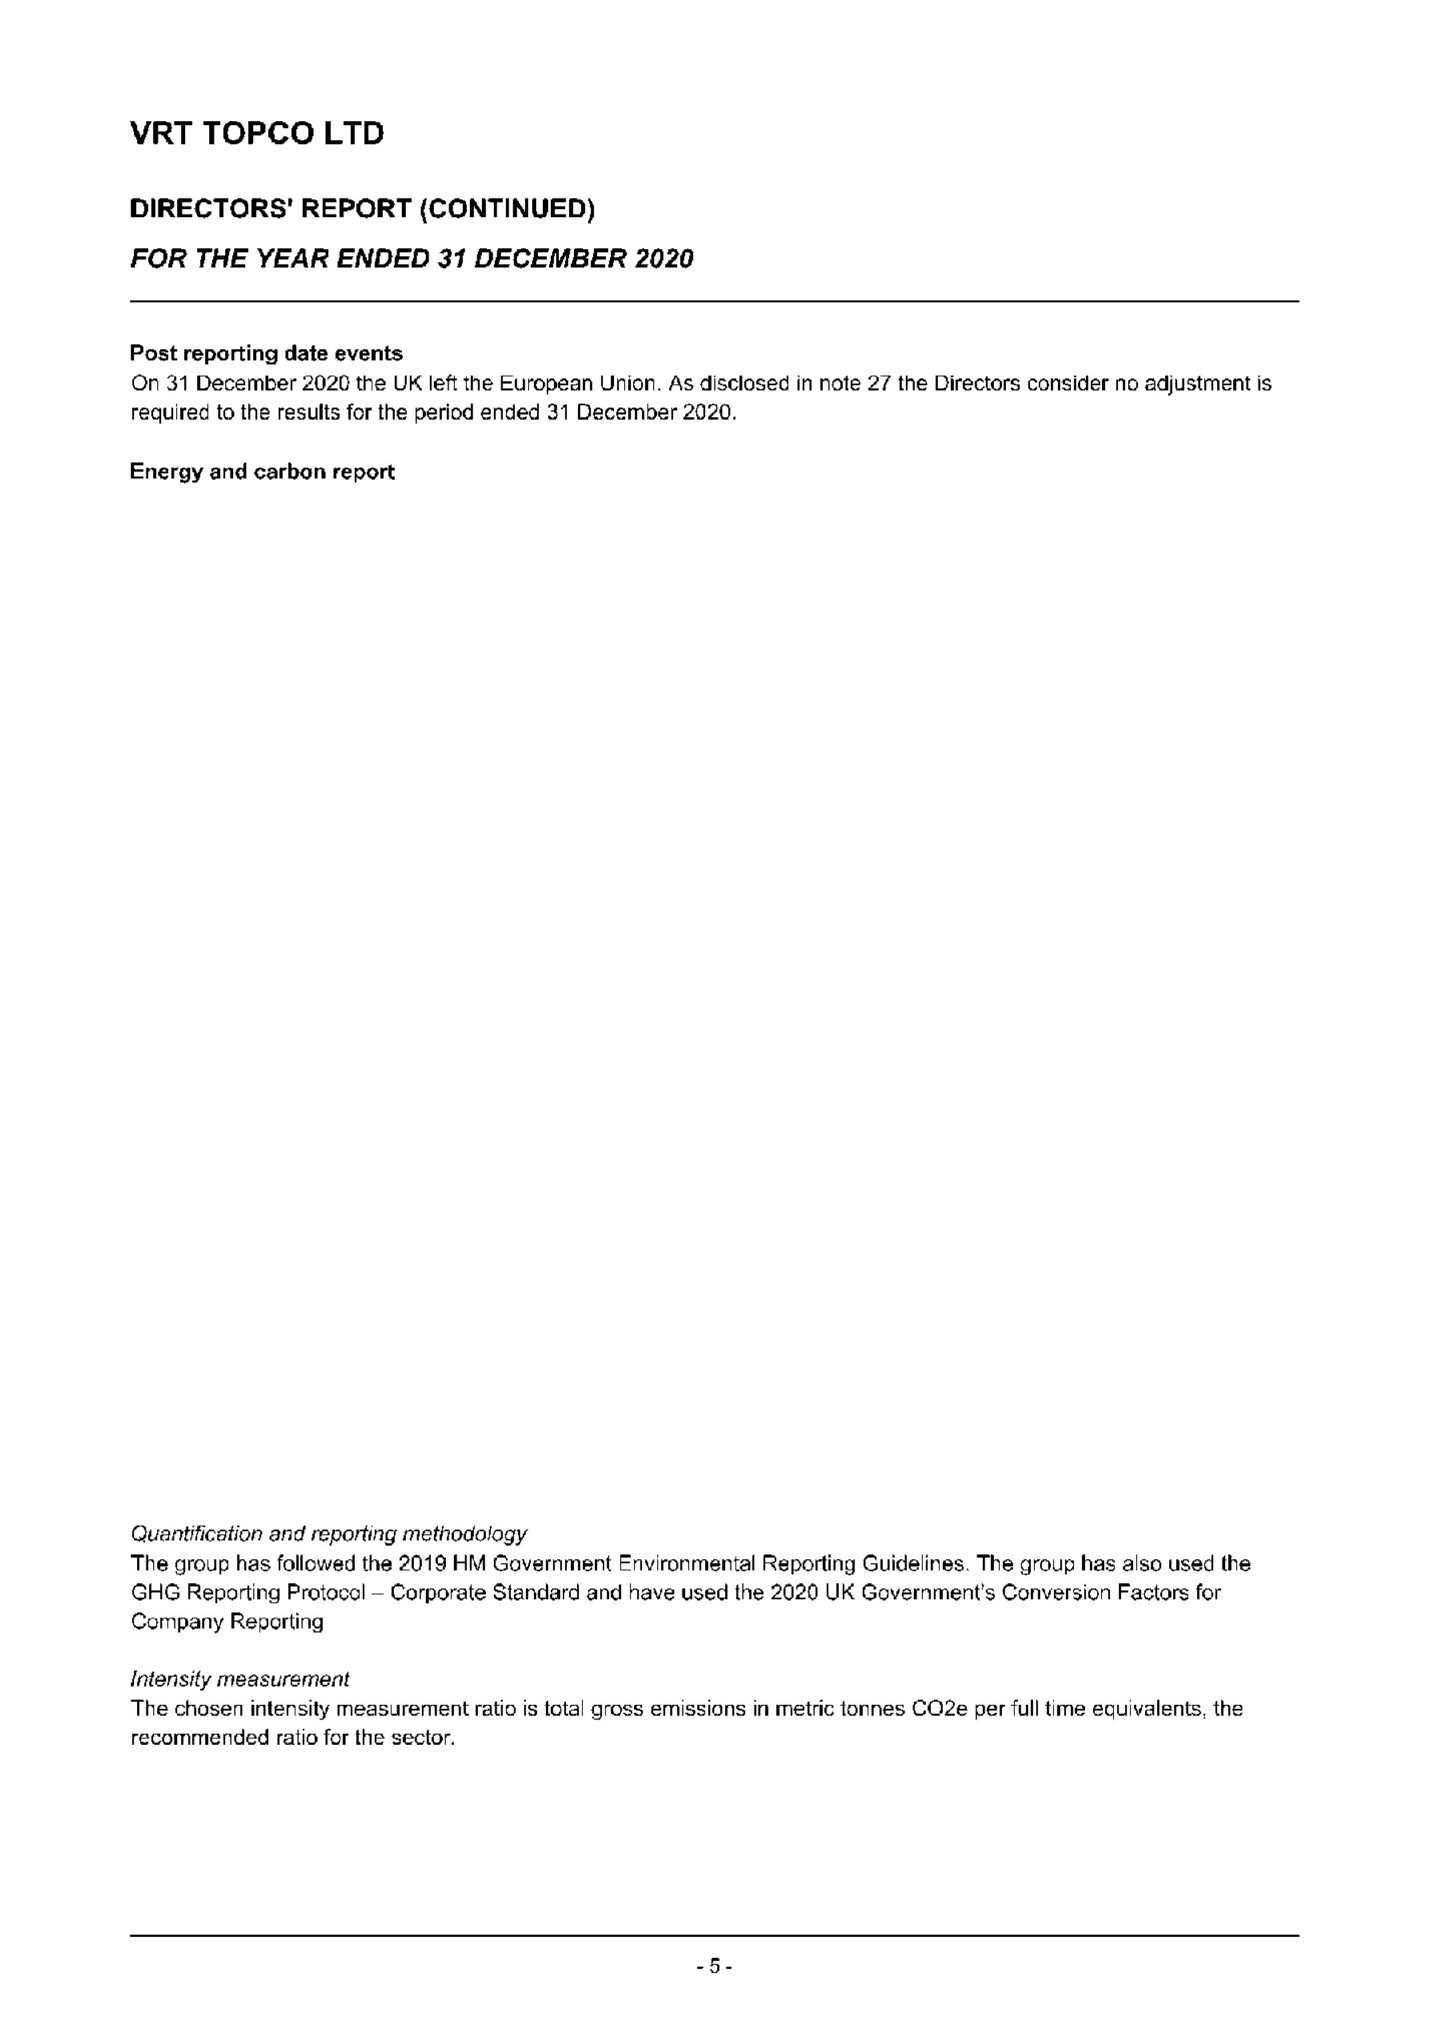 VRT TOPCO LTD
DIRECTORS' REPORT (CONTINUED)
FOR THE YEAR ENDED 31 DECEMBER 2020
Post reporting date events
On 31 December 2020 the UK left the European Union. As disclosed in note 27 the Directors consider no adjustment is
required to the results for the period ended 31 December 2020.
Energy and carbon report
Quantification and reporting methodology
The group has followed the 2019 HM Government Environmental Reporting Guidelines. The group has also used the
GHG Reporting Protocol – Corporate Standard and have used the 2020 UK Government's Conversion Factors for
Company Reporting
Intensity measurement
The chosen intensity measurement ratio is total gross emissions in metric tonnes CO2e per full time equivalents, the
recommended ratio for the sector.
- 5 -